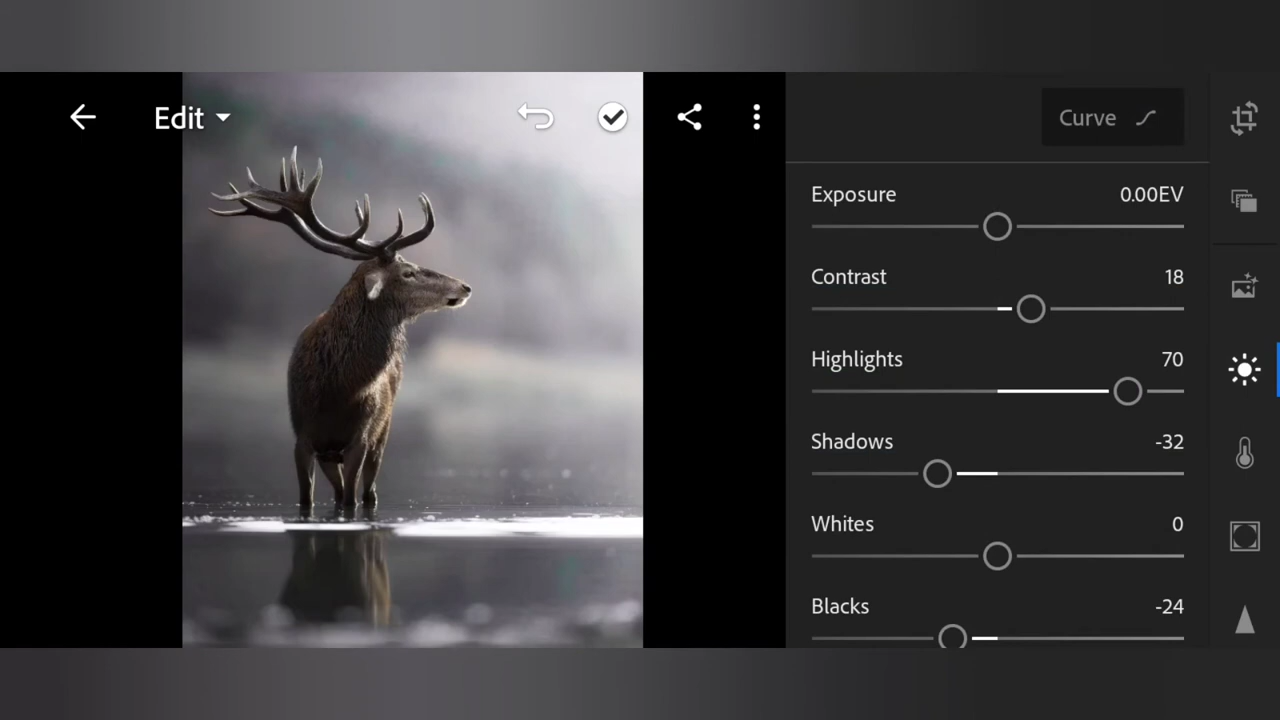 Edit
Curve
Exposure 0.00EV
Contrast 18
Highlights 70
Shadows -32
Whites 0
Blacks -24